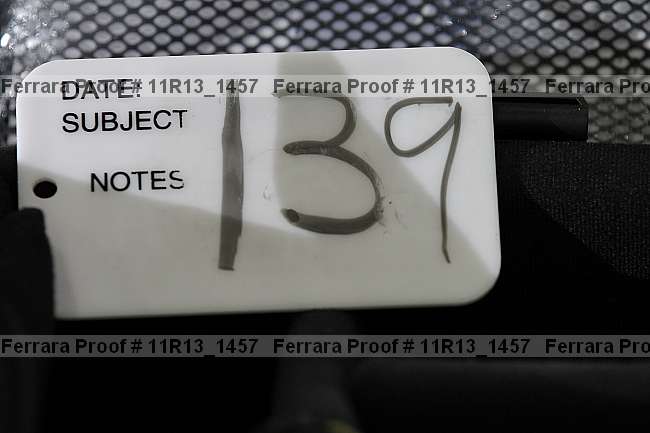 Ferrara Proof # 11R13_1457 Ferrara Proof # 11R13_1457 Ferrara Pro
DATE:
SUBJECT
NOTES
139
Ferrara Proof # 11R13_1457 Ferrara Proof # 11R13_1457 Ferrara Pro